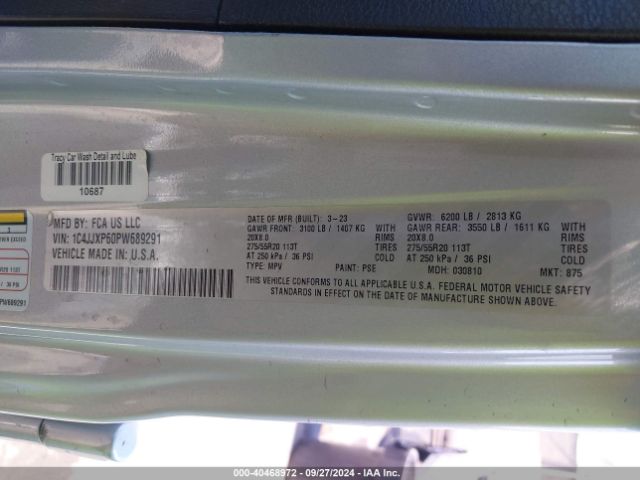 Tracy Car Wash Detail and Lube
10687
MFD BY: FCA US LLC
VIN: 1C4JJXP60PW689291
VEHICLE MADE IN: U.S.A.
DATE OF MFR (BUILT): 3-23
GAWR FRONT: 3100 LB / 1407 KG WITH
20X8.0 RIMS
275/55R20 113T TIRES
AT 250 kPa / 36 PSI COLD
TYPE: MPV PAINT: PSE
GVWR: 6200 LB / 2813 KG
GAWR REAR: 3550 LB / 1611 KG WITH
20X8.0 RIMS
275/55R20 113T TIRES
AT 250 kPa / 36 PSI COLD
MDH: 030810 MKT: 875
THIS VEHICLE CONFORMS TO ALL APPLICABLE U.S.A. FEDERAL MOTOR VEHICLE SAFETY
STANDARDS IN EFFECT ON THE DATE OF MANUFACTURE SHOWN ABOVE.
R20 113T
/ 36 PSI
PW689291
000-40468972 - 09/27/2024 - IAA Inc.